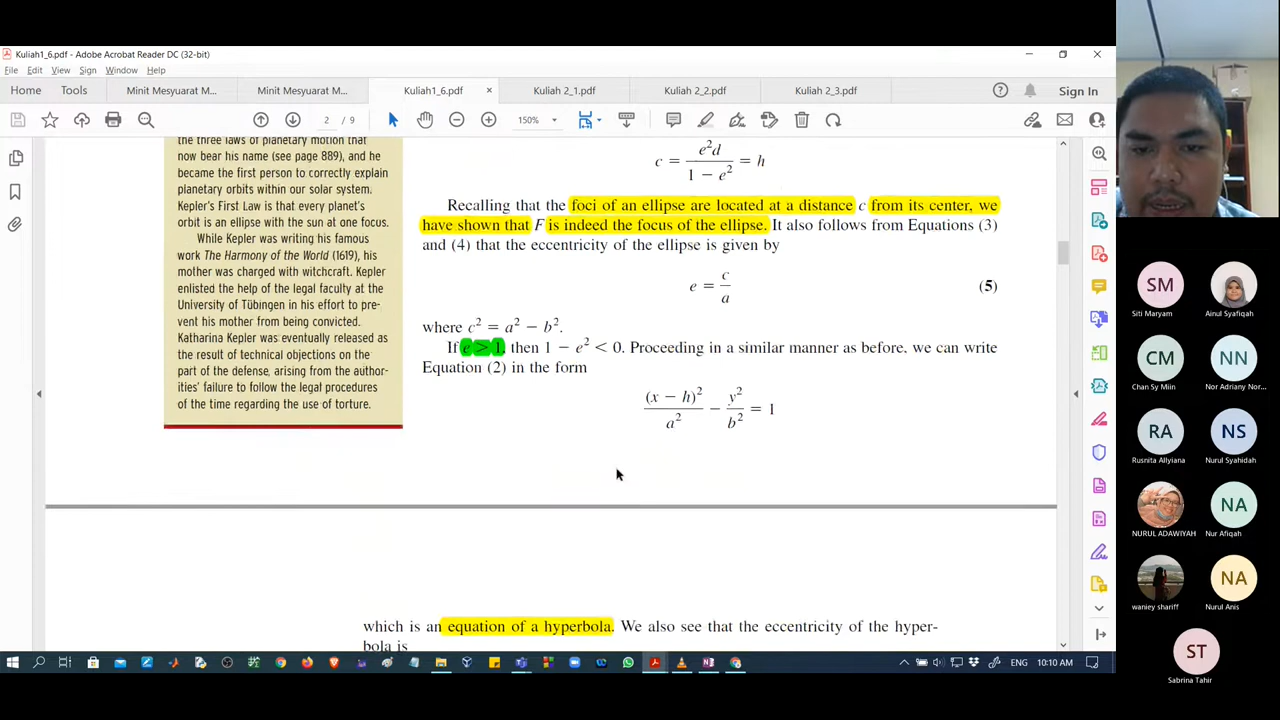 Kuliah1_6.pdf - Adobe Acrobat Reader DC (32-bit)
File Edit View Sign Window Help
Home Tools Minit Mesyuarat M... Minit Mesyuarat M... Kuliah1_6.pdf × Kuliah 2_1.pdf Kuliah 2_2.pdf Kuliah 2_3.pdf Sign In
2 / 9 150%
the three laws of planetary motion that
now bear his name (see page 889), and he
became the first person to correctly explain
planetary orbits within our solar system.
Kepler's First Law is that every planet's
orbit is an ellipse with the sun at one focus.
While Kepler was writing his famous
work The Harmony of the World (1619), his
mother was charged with witchcraft. Kepler
enlisted the help of the legal faculty at the
University of Tübingen in his effort to pre-
vent his mother from being convicted.
Katharina Kepler was eventually released as
the result of technical objections on the
part of the defense, arising from the author-
ities' failure to follow the legal procedures
of the time regarding the use of torture.
c = e²d / (1 − e²) = h
Recalling that the foci of an ellipse are located at a distance c from its center, we
have shown that F is indeed the focus of the ellipse. It also follows from Equations (3)
and (4) that the eccentricity of the ellipse is given by
e = c / a (5)
where c² = a² − b².
If e > 1, then 1 − e² < 0. Proceeding in a similar manner as before, we can write
Equation (2) in the form
(x − h)² / a² − y² / b² = 1
which is an equation of a hyperbola. We also see that the eccentricity of the hyper-
bola is
SM
Siti Maryam
Ainul Syafiqah
CM
Chan Sy Miin
NN
Nor Adriany Nor...
RA
Rusnita Allyiana
NS
Nurul Syahidah
NURUL ADAWIYAH
NA
Nur Afiqah
waniey shariff
NA
Nurul Anis
ST
Sabrina Tahir
ENG 10:10 AM